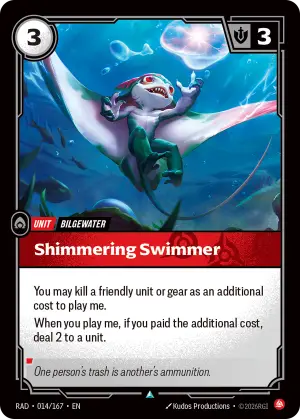 3
3
UNIT BILGEWATER
Shimmering Swimmer
You may kill a friendly unit or gear as an additional
cost to play me.
When you play me, if you paid the additional cost,
deal 2 to a unit.
One person's trash is another's ammunition.
RAD • 014/167 • EN
Kudos Productions • ©2026RGI